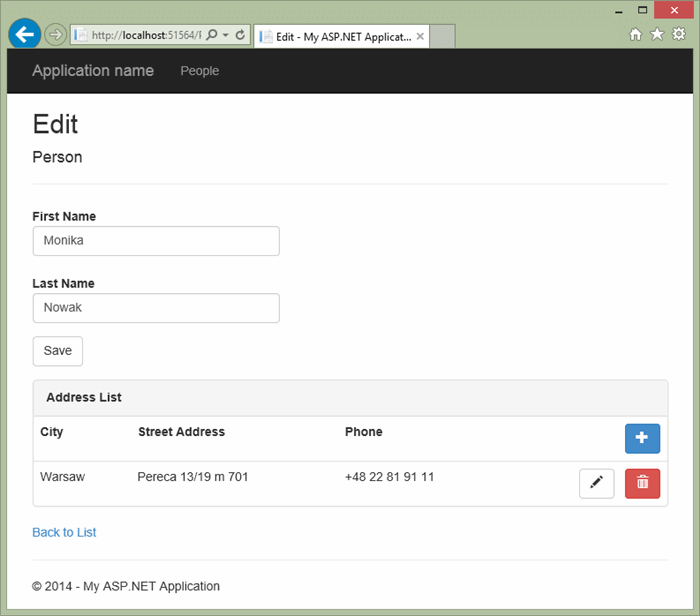 http://localhost:51564/F
Edit - My ASP.NET Applicat...
Application name People
Edit
Person
First Name
Monika
Last Name
Nowak
Save
Address List
City Street Address Phone
Warsaw Pereca 13/19 m 701 +48 22 81 91 11
Back to List
© 2014 - My ASP.NET Application